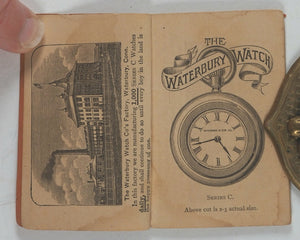 The Waterbury Watch Co's Factory, Waterbury, Conn.
In this factory we are manufacturing 1,000 SERIES C Watches
daily, and shall continue to do so until every boy in the land is
THE
WATERBURY WATCH
SERIES C.
Above cut is 2-3 actual size.